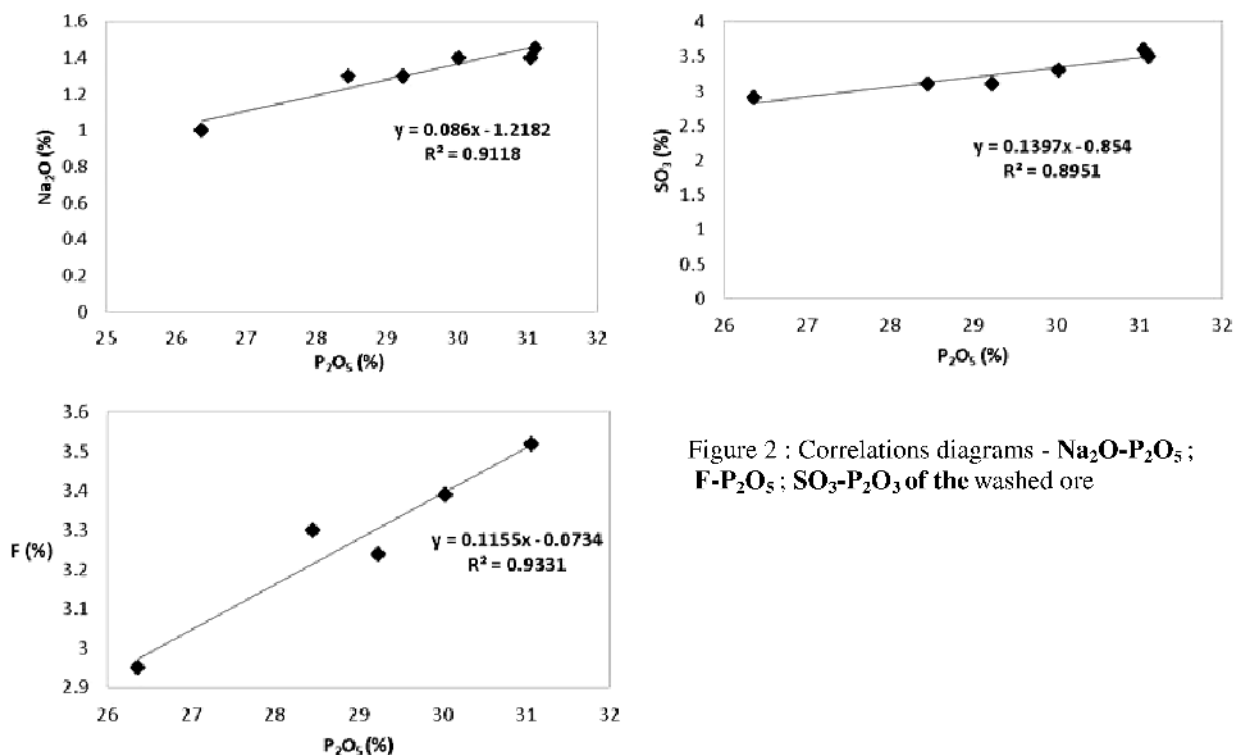 1.6
1.4
1.2
1
0.8
0.6
0.4
0.2
0
Na₂O (%)
y = 0.086x - 1.2182
R² = 0.9118
25 26 27 28 29 30 31 32
P₂O₅ (%)
4
3.5
3
2.5
2
1.5
1
0.5
0
SO₃ (%)
y = 0.1397x - 0.854
R² = 0.8951
26 27 28 29 30 31 32
P₂O₅ (%)
3.6
3.5
3.4
3.3
3.2
3.1
3
2.9
F (%)
y = 0.1155x - 0.0734
R² = 0.9331
26 27 28 29 30 31 32
P₂O₅ (%)
Figure 2 : Correlations diagrams - Na₂O-P₂O₅ ;
F-P₂O₅ ; SO₃-P₂O₃ of the washed ore